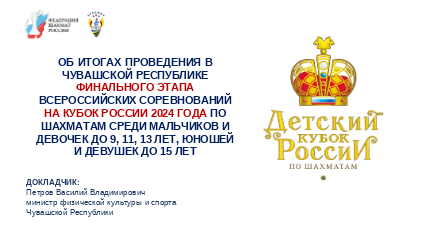 ФЕДЕРАЦИЯ
ШАХМАТ
РОССИИ
ОБ ИТОГАХ ПРОВЕДЕНИЯ В
ЧУВАШСКОЙ РЕСПУБЛИКЕ
ФИНАЛЬНОГО ЭТАПА
ВСЕРОССИЙСКИХ СОРЕВНОВАНИЙ
НА КУБОК РОССИИ 2024 ГОДА ПО
ШАХМАТАМ СРЕДИ МАЛЬЧИКОВ И
ДЕВОЧЕК ДО 9, 11, 13 ЛЕТ, ЮНОШЕЙ
И ДЕВУШЕК ДО 15 ЛЕТ
Детский
КУБОК
РОССИИ
ПО ШАХМАТАМ
ДОКЛАДЧИК:
Петров Василий Владимирович
министр физической культуры и спорта
Чувашской Республики